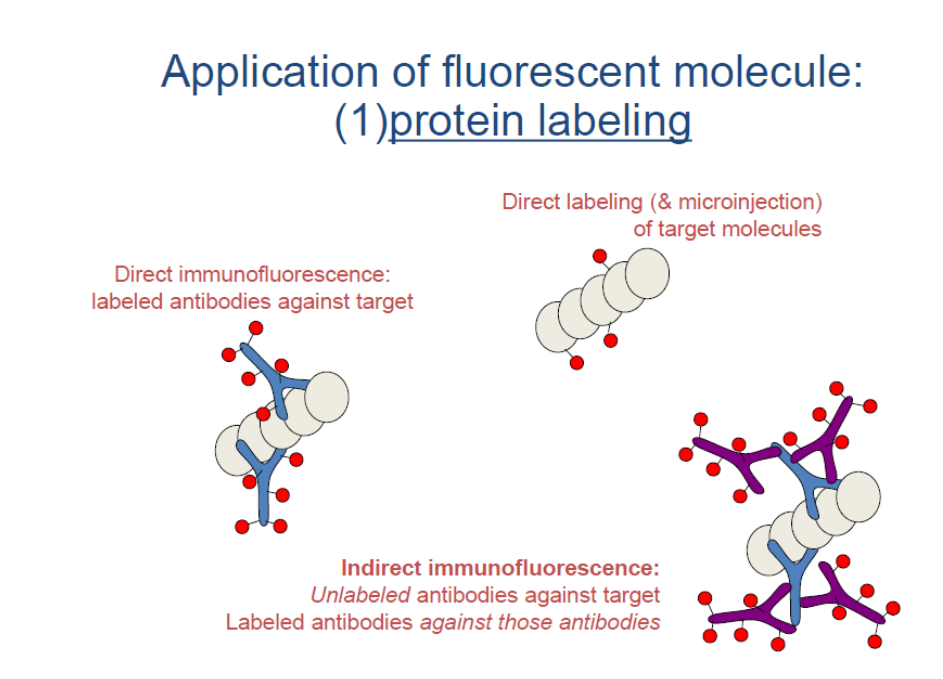 Application of fluorescent molecule:
(1)protein labeling
Direct labeling (& microinjection)
of target molecules
Direct immunofluorescence:
labeled antibodies against target
Indirect immunofluorescence:
Unlabeled antibodies against target
Labeled antibodies against those antibodies